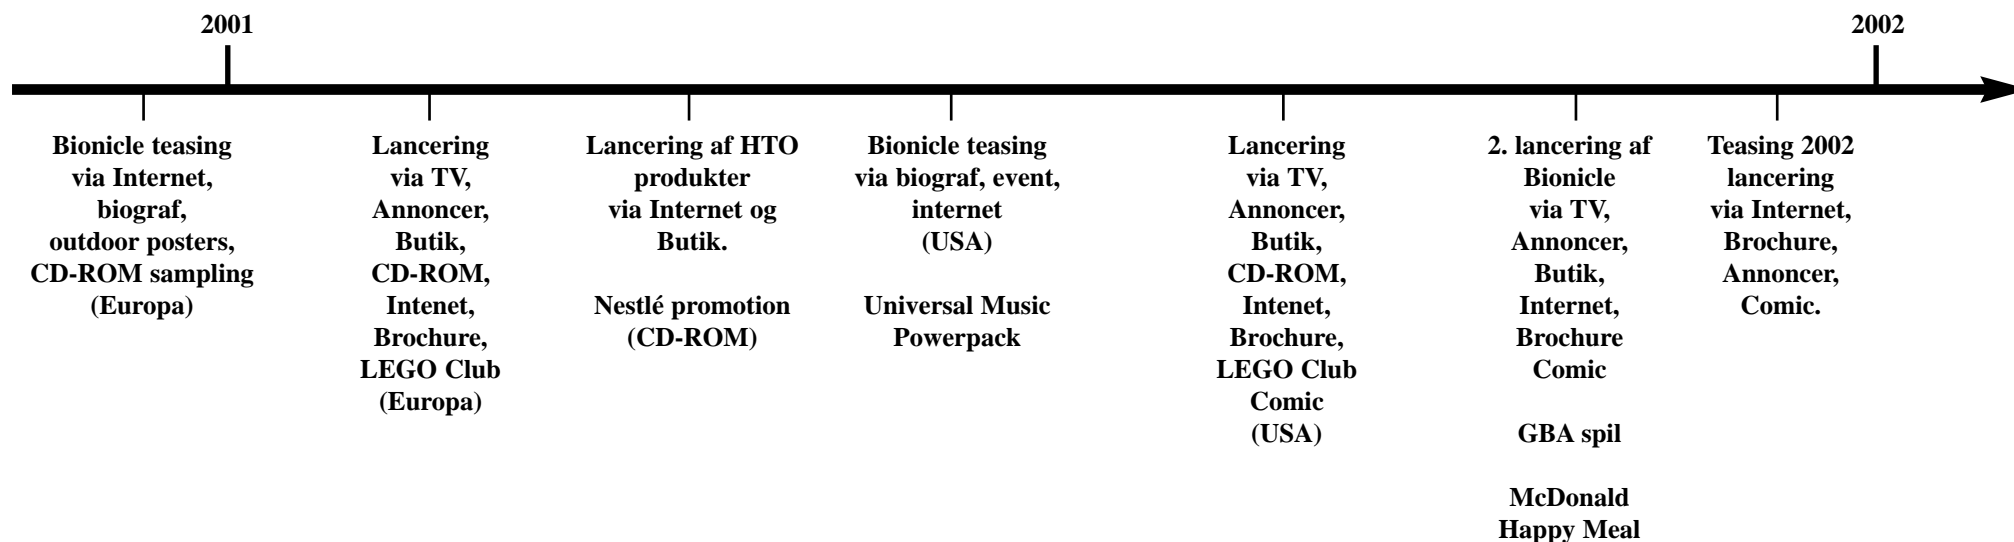 2001
2002
Bionicle teasing
via Internet,
biograf,
outdoor posters,
CD-ROM sampling
(Europa)
Lancering
via TV,
Annoncer,
Butik,
CD-ROM,
Intenet,
Brochure,
LEGO Club
(Europa)
Lancering af HTO
produkter
via Internet og
Butik.
Nestlé promotion
(CD-ROM)
Bionicle teasing
via biograf, event,
internet
(USA)
Universal Music
Powerpack
Lancering
via TV,
Annoncer,
Butik,
CD-ROM,
Intenet,
Brochure,
LEGO Club
Comic
(USA)
2. lancering af
Bionicle
via TV,
Annoncer,
Butik,
Internet,
Brochure
Comic
GBA spil
McDonald
Happy Meal
Teasing 2002
lancering
via Internet,
Brochure,
Annoncer,
Comic.